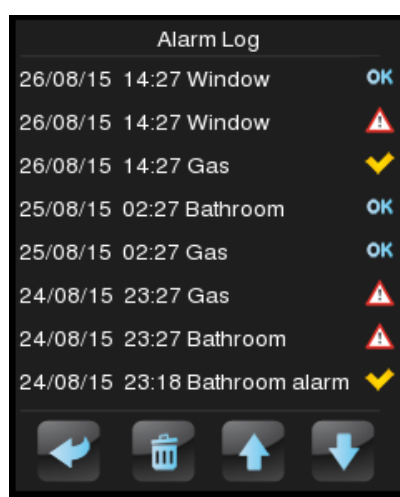 Alarm Log
26/08/15 14:27 Window OK
26/08/15 14:27 Window
26/08/15 14:27 Gas
25/08/15 02:27 Bathroom OK
25/08/15 02:27 Gas OK
24/08/15 23:27 Gas
24/08/15 23:27 Bathroom
24/08/15 23:18 Bathroom alarm